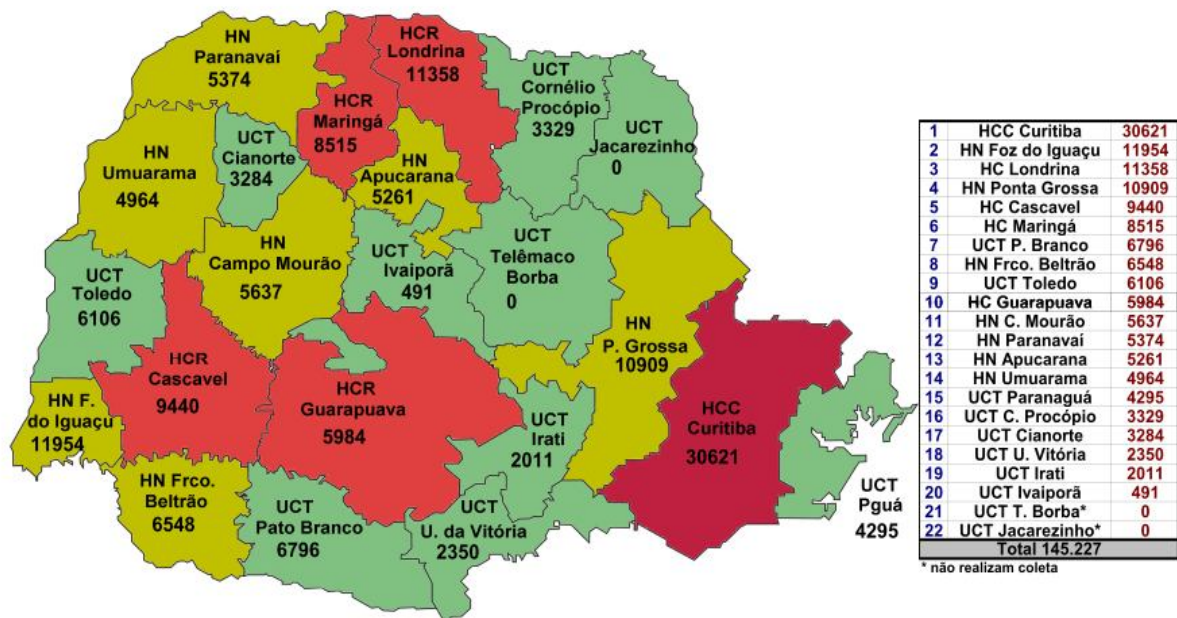 HN
Paranavaí
5374
HCR
Londrina
11358
UCT
Cornélio
Procópio
3329
UCT
Jacarezinho
0
HCR
Maringá
8515
UCT
Cianorte
3284
HN
Umuarama
4964
HN
Apucarana
5261
HN
Campo Mourão
5637
UCT
Ivaiporã
491
UCT
Telêmaco
Borba
0
UCT
Toledo
6106
HN
P. Grossa
10909
HCR
Cascavel
9440
HCR
Guarapuava
5984
HCC
Curitiba
30621
HN F.
do Iguaçu
11954
UCT
Irati
2011
HN Frco.
Beltrão
6548
UCT
Pato Branco
6796
UCT
U. da Vitória
2350
UCT
Pguá
4295
1 HCC Curitiba 30621
2 HN Foz do Iguaçu 11954
3 HC Londrina 11358
4 HN Ponta Grossa 10909
5 HC Cascavel 9440
6 HC Maringá 8515
7 UCT P. Branco 6796
8 HN Frco. Beltrão 6548
9 UCT Toledo 6106
10 HC Guarapuava 5984
11 HN C. Mourão 5637
12 HN Paranavaí 5374
13 HN Apucarana 5261
14 HN Umuarama 4964
15 UCT Paranaguá 4295
16 UCT C. Procópio 3329
17 UCT Cianorte 3284
18 UCT U. Vitória 2350
19 UCT Irati 2011
20 UCT Ivaiporã 491
21 UCT T. Borba* 0
22 UCT Jacarezinho* 0
Total 145.227
* não realizam coleta